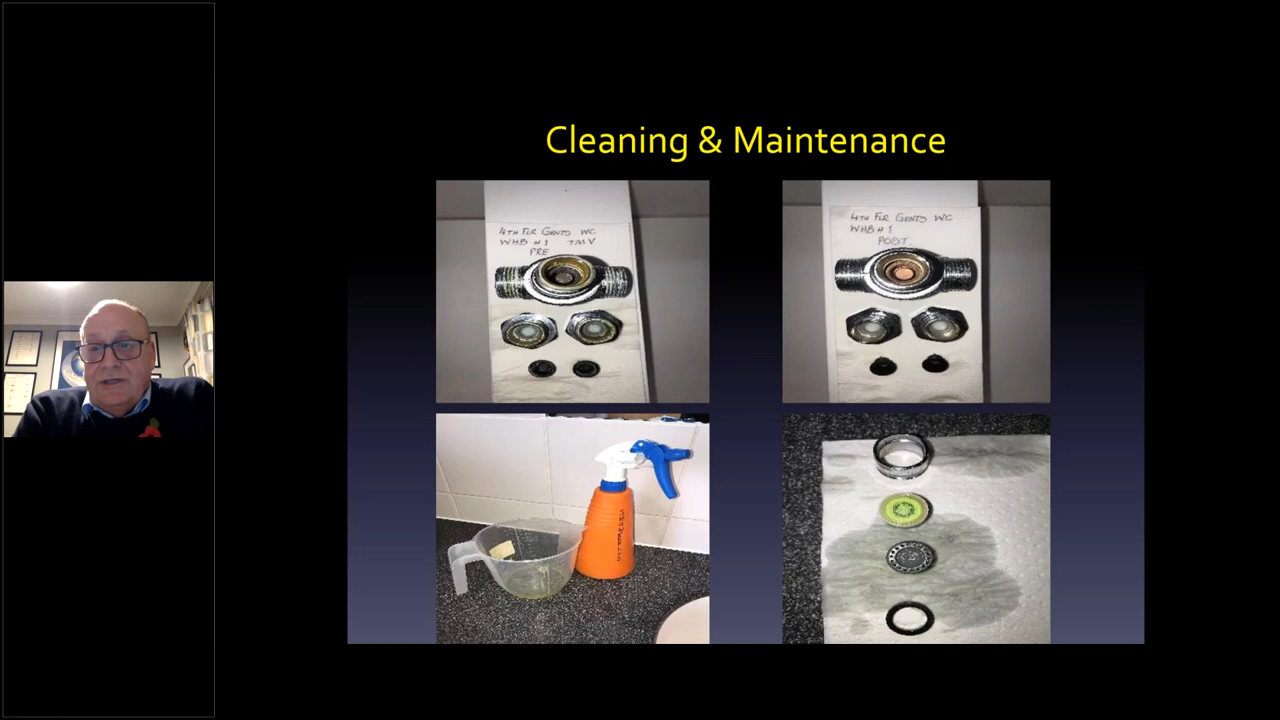 Cleaning & Maintenance
4TH FLR GENTS WC
WHB #1 TMV
PRE
4TH FLR GENTS WC
WHB #1
POST